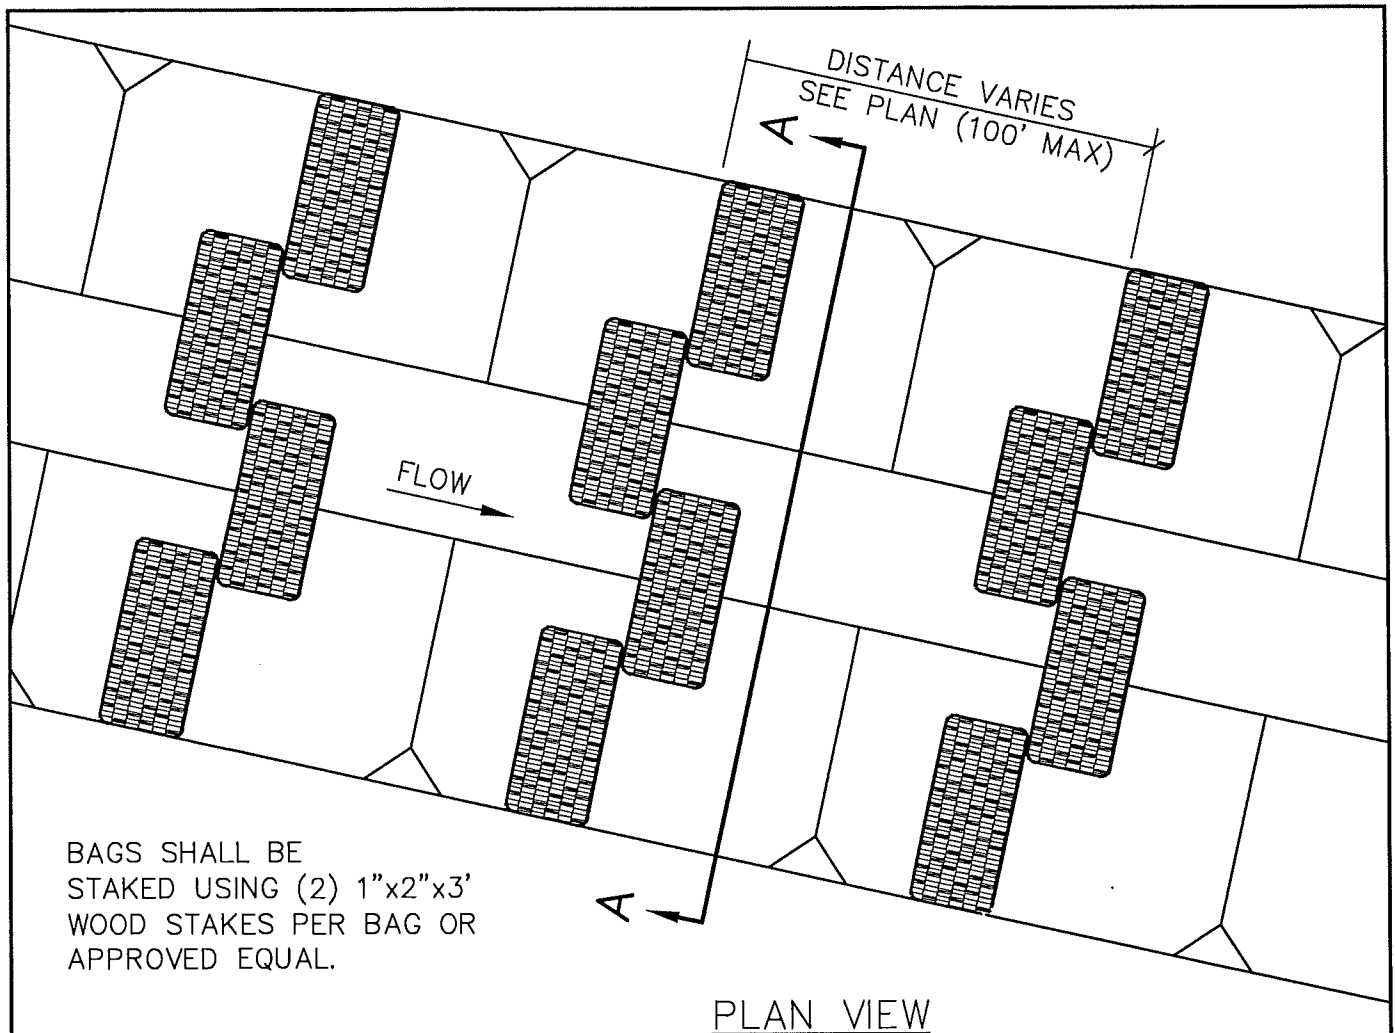 DISTANCE VARIES
SEE PLAN (100' MAX)
A
FLOW
BAGS SHALL BE
STAKED USING (2) 1"x2"x3'
WOOD STAKES PER BAG OR
APPROVED EQUAL.
A
PLAN VIEW